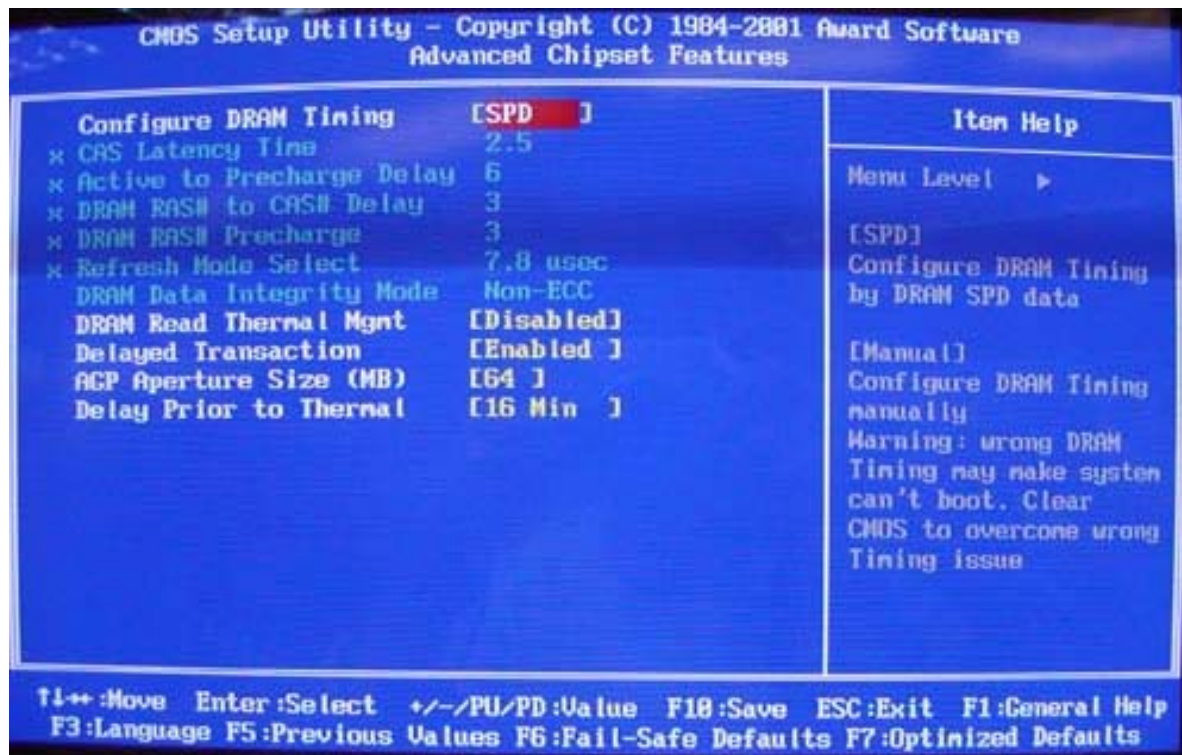 CMOS Setup Utility - Copyright (C) 1984-2001 Award Software
Advanced Chipset Features
Configure DRAM Timing [SPD ]
x CAS Latency Time 2.5
x Active to Precharge Delay 6
x DRAM RAS# to CAS# Delay 3
x DRAM RAS# Precharge 3
x Refresh Mode Select 7.8 usec
DRAM Data Integrity Mode Non-ECC
DRAM Read Thermal Mgmt [Disabled]
Delayed Transaction [Enabled ]
AGP Aperture Size (MB) [64 ]
Delay Prior to Thermal [16 Min ]
Item Help
Menu Level ▶
[SPD]
Configure DRAM Timing
by DRAM SPD data
[Manual]
Configure DRAM Timing
manually
Warning: wrong DRAM
Timing may make system
can't boot. Clear
CMOS to overcome wrong
Timing issue
↑↓→←:Move Enter:Select +/-/PU/PD:Value F10:Save ESC:Exit F1:General Help
F3:Language F5:Previous Values F6:Fail-Safe Defaults F7:Optimized Defaults